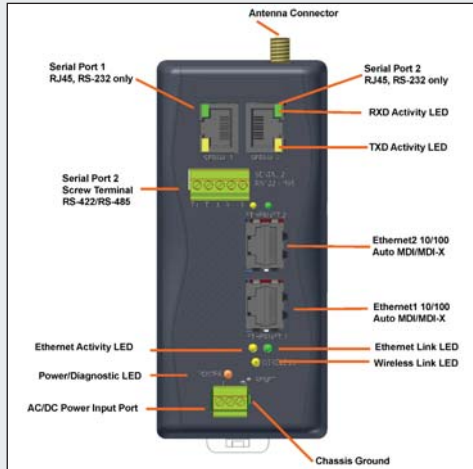 Antenna Connector
Serial Port 1
RJ45, RS-232 only
Serial Port 2
RJ45, RS-232 only
RXD Activity LED
TXD Activity LED
Serial Port 2
Screw Terminal
RS-422/RS-485
Ethernet2 10/100
Auto MDI/MDI-X
Ethernet1 10/100
Auto MDI/MDI-X
Ethernet Activity LED
Ethernet Link LED
Wireless Link LED
Power/Diagnostic LED
AC/DC Power Input Port
Chassis Ground